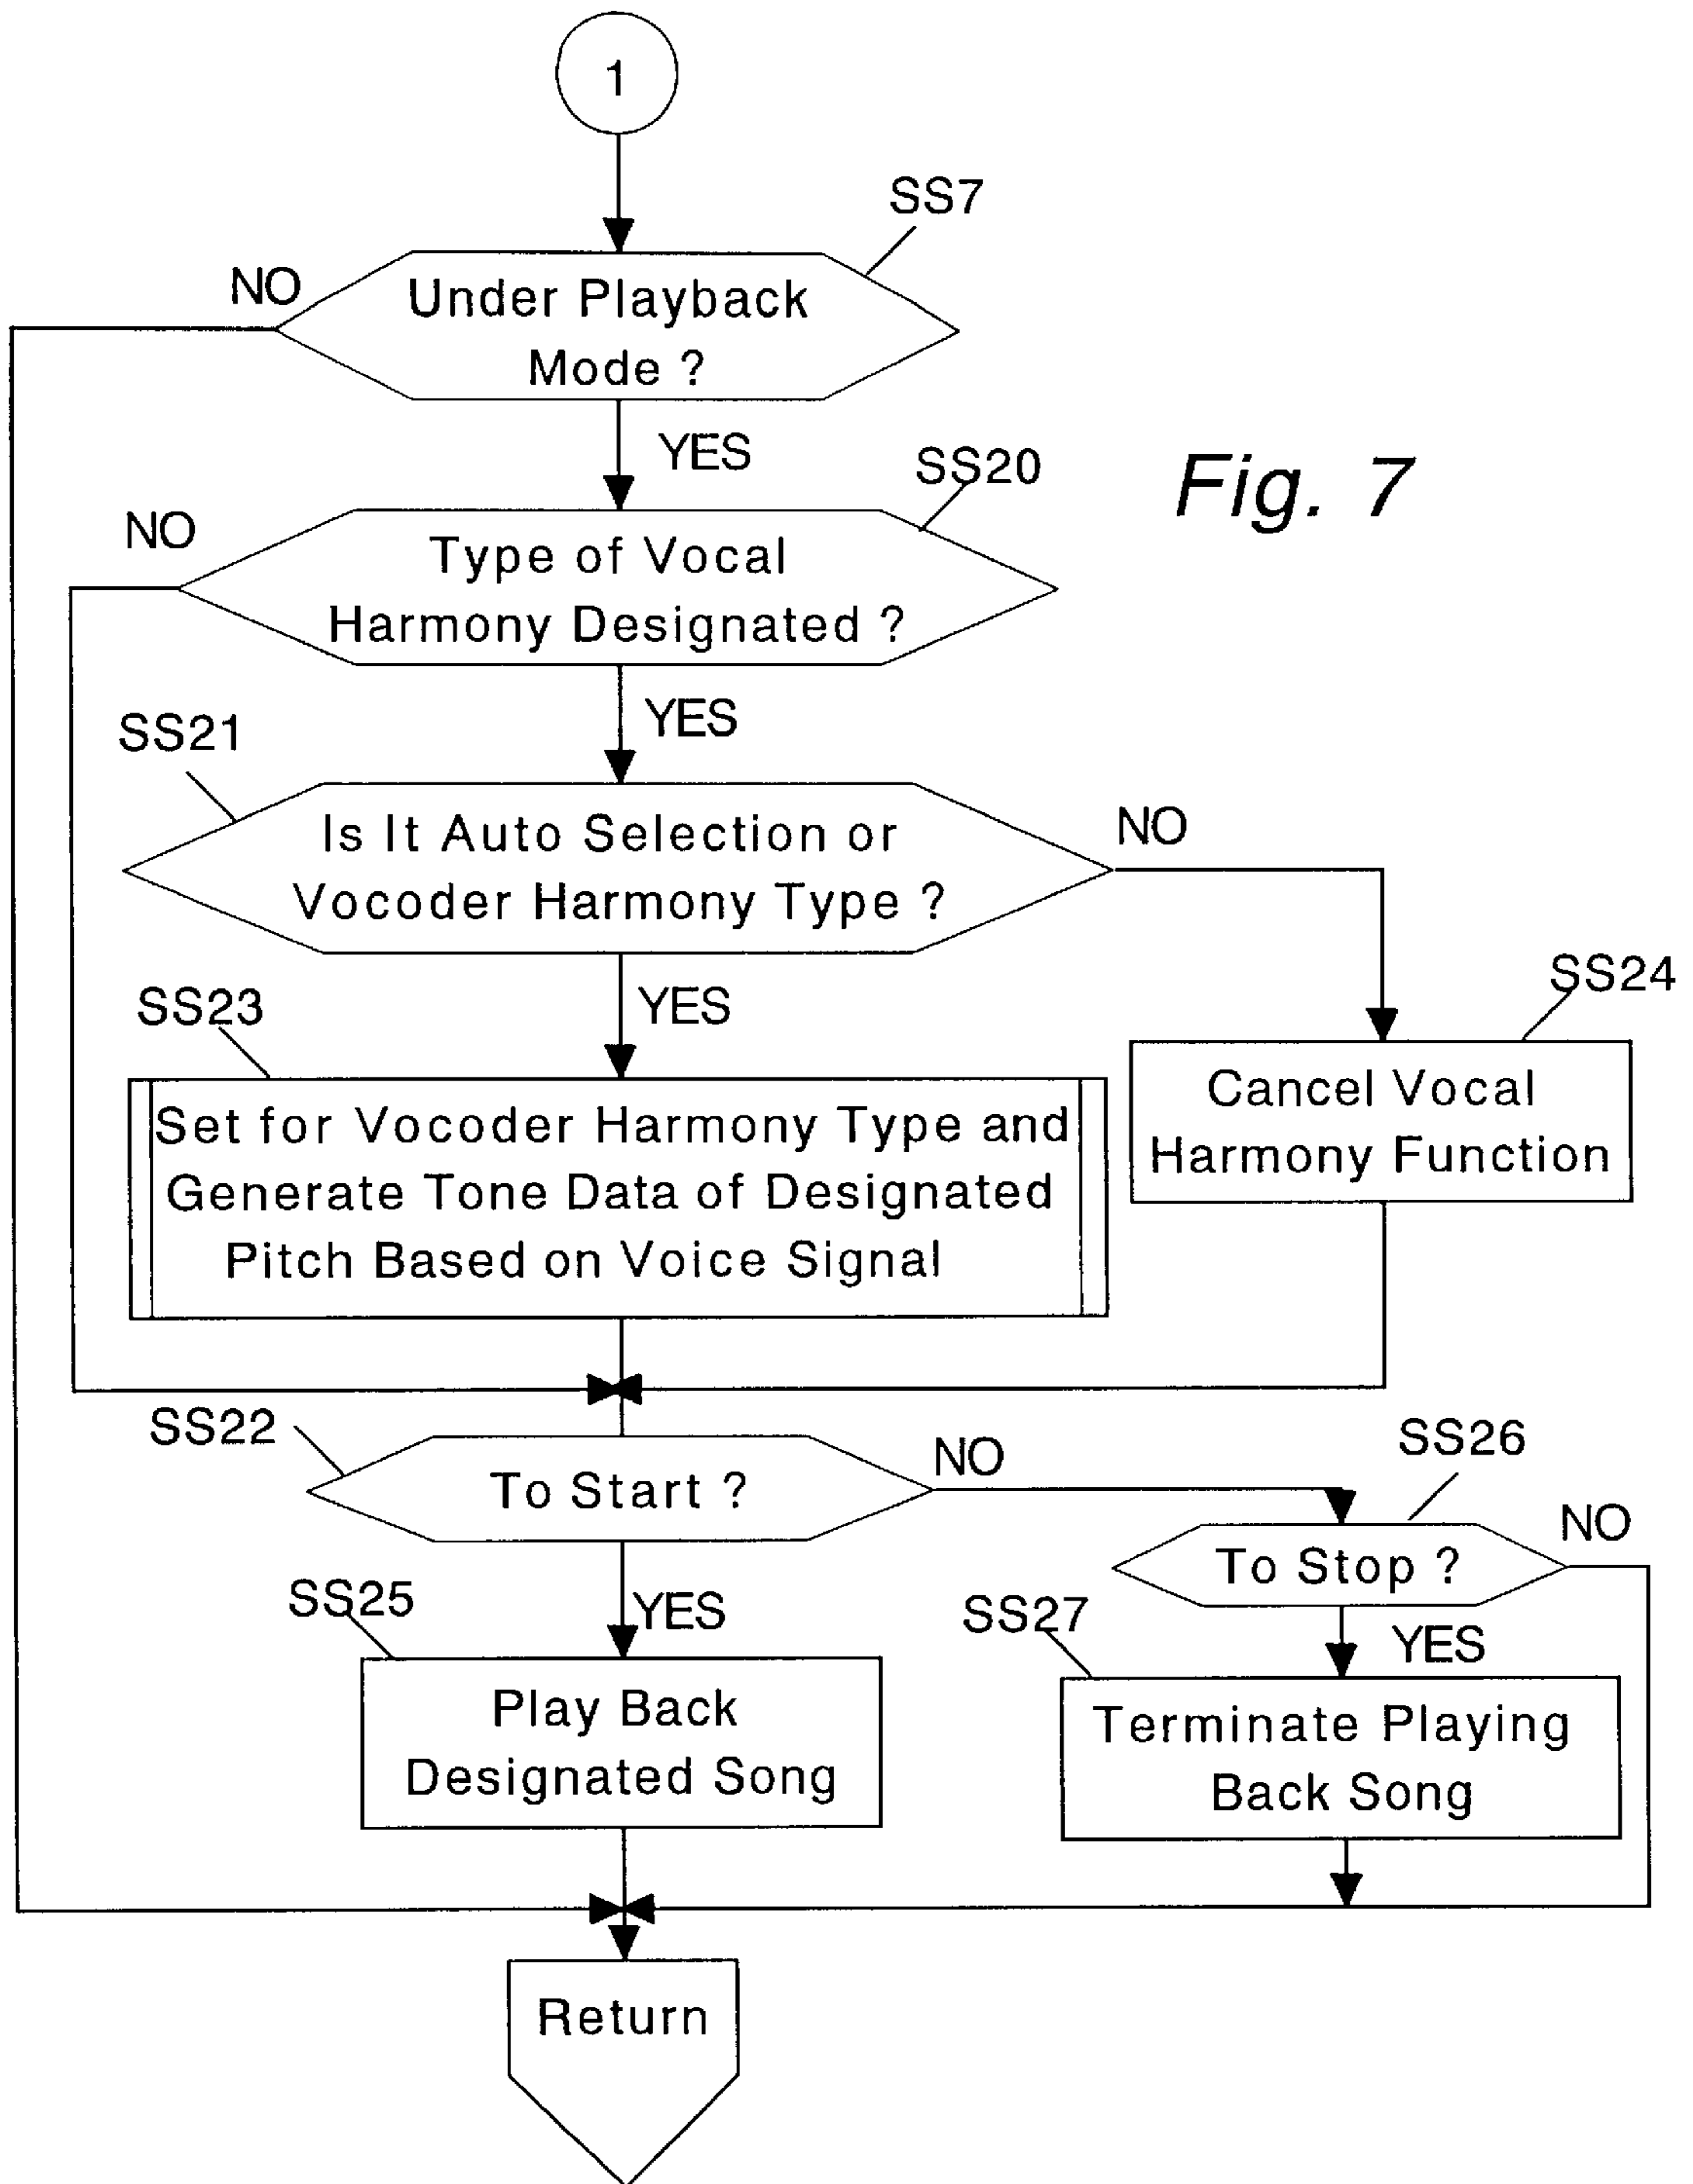 1
SS7
NO
Under Playback
Mode ?
YES
SS20
Fig. 7
NO
Type of Vocal
Harmony Designated ?
YES
SS21
Is It Auto Selection or
Vocoder Harmony Type ?
NO
YES
SS24
SS23
Cancel Vocal
Harmony Function
Set for Vocoder Harmony Type and
Generate Tone Data of Designated
Pitch Based on Voice Signal
SS22
To Start ?
NO
SS26
To Stop ?
NO
SS25
YES
SS27
YES
Play Back
Designated Song
Terminate Playing
Back Song
Return